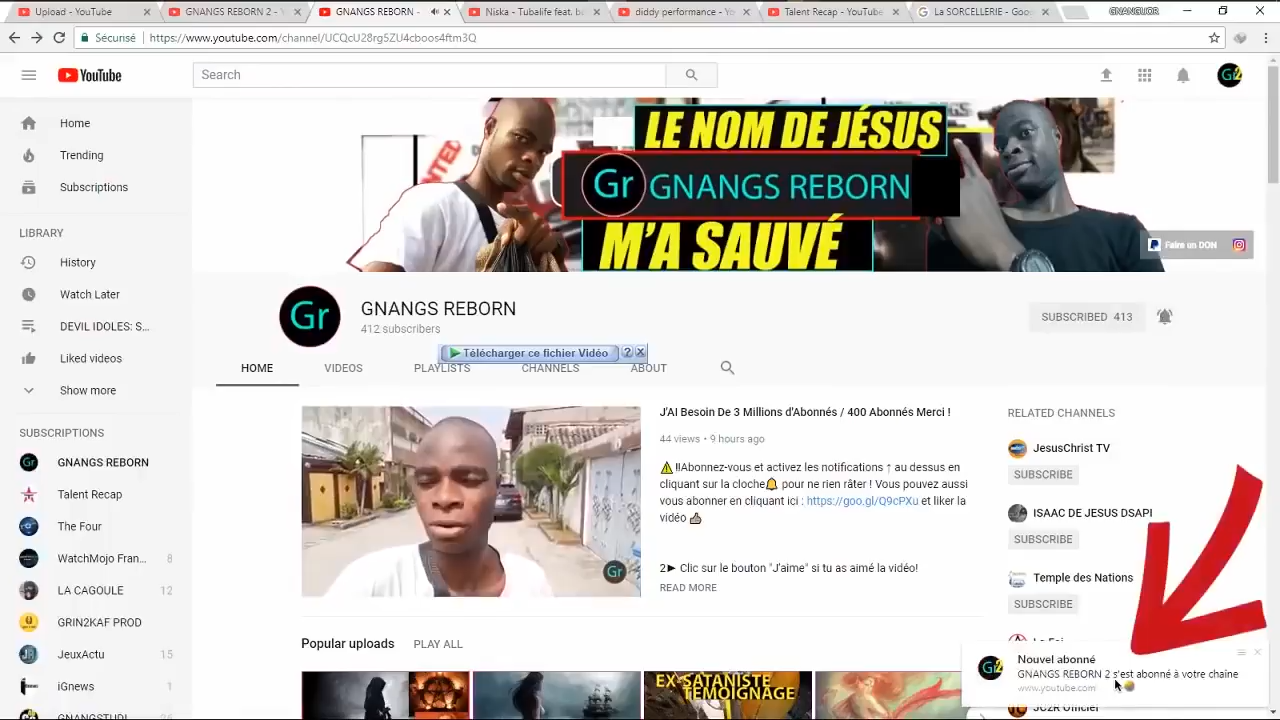 Upload - YouTube
GNANGS REBORN 2 - Y
GNANGS REBORN -
Niska - Tubalife feat. b
diddy performance - Yo
Talent Recap - YouTube
La SORCELLERIE - Goo
GNANGUOR
Sécurisé
https://www.youtube.com/channel/UCQcU28rg5ZU4cboos4ftm3Q
YouTube
Search
Gr2
Home
Trending
Subscriptions
LIBRARY
History
Watch Later
DEVIL IDOLES: S...
Liked videos
Show more
SUBSCRIPTIONS
GNANGS REBORN
Talent Recap
The Four
WatchMojo Fran... 8
LA CAGOULE 12
GRIN2KAF PROD
JeuxActu 15
iGnews 1
LE NOM DE JÉSUS
Gr GNANGS REBORN
M'A SAUVÉ
Faire un DON
Gr
GNANGS REBORN
412 subscribers
SUBSCRIBED 413
Télécharger ce fichier Vidéo
HOME VIDEOS PLAYLISTS CHANNELS ABOUT
J'AI Besoin De 3 Millions d'Abonnés / 400 Abonnés Merci !
44 views • 9 hours ago
‼Abonnez-vous et activez les notifications ↑ au dessus en
cliquant sur la cloche🔔 pour ne rien râter ! Vous pouvez aussi
vous abonner en cliquant ici : https://goo.gl/Q9cPXu et liker la
vidéo 👍
2► Clic sur le bouton "J'aime" si tu as aimé la vidéo!
READ MORE
Gr
RELATED CHANNELS
JesusChrist TV
SUBSCRIBE
ISAAC DE JESUS DSAPI
SUBSCRIBE
Temple des Nations
SUBSCRIBE
Popular uploads PLAY ALL
EX-SATANISTE
TÉMOIGNAGE
Gr2
Nouvel abonné
GNANGS REBORN 2 s'est abonné à votre chaîne
www.youtube.com
JC2R Officiel